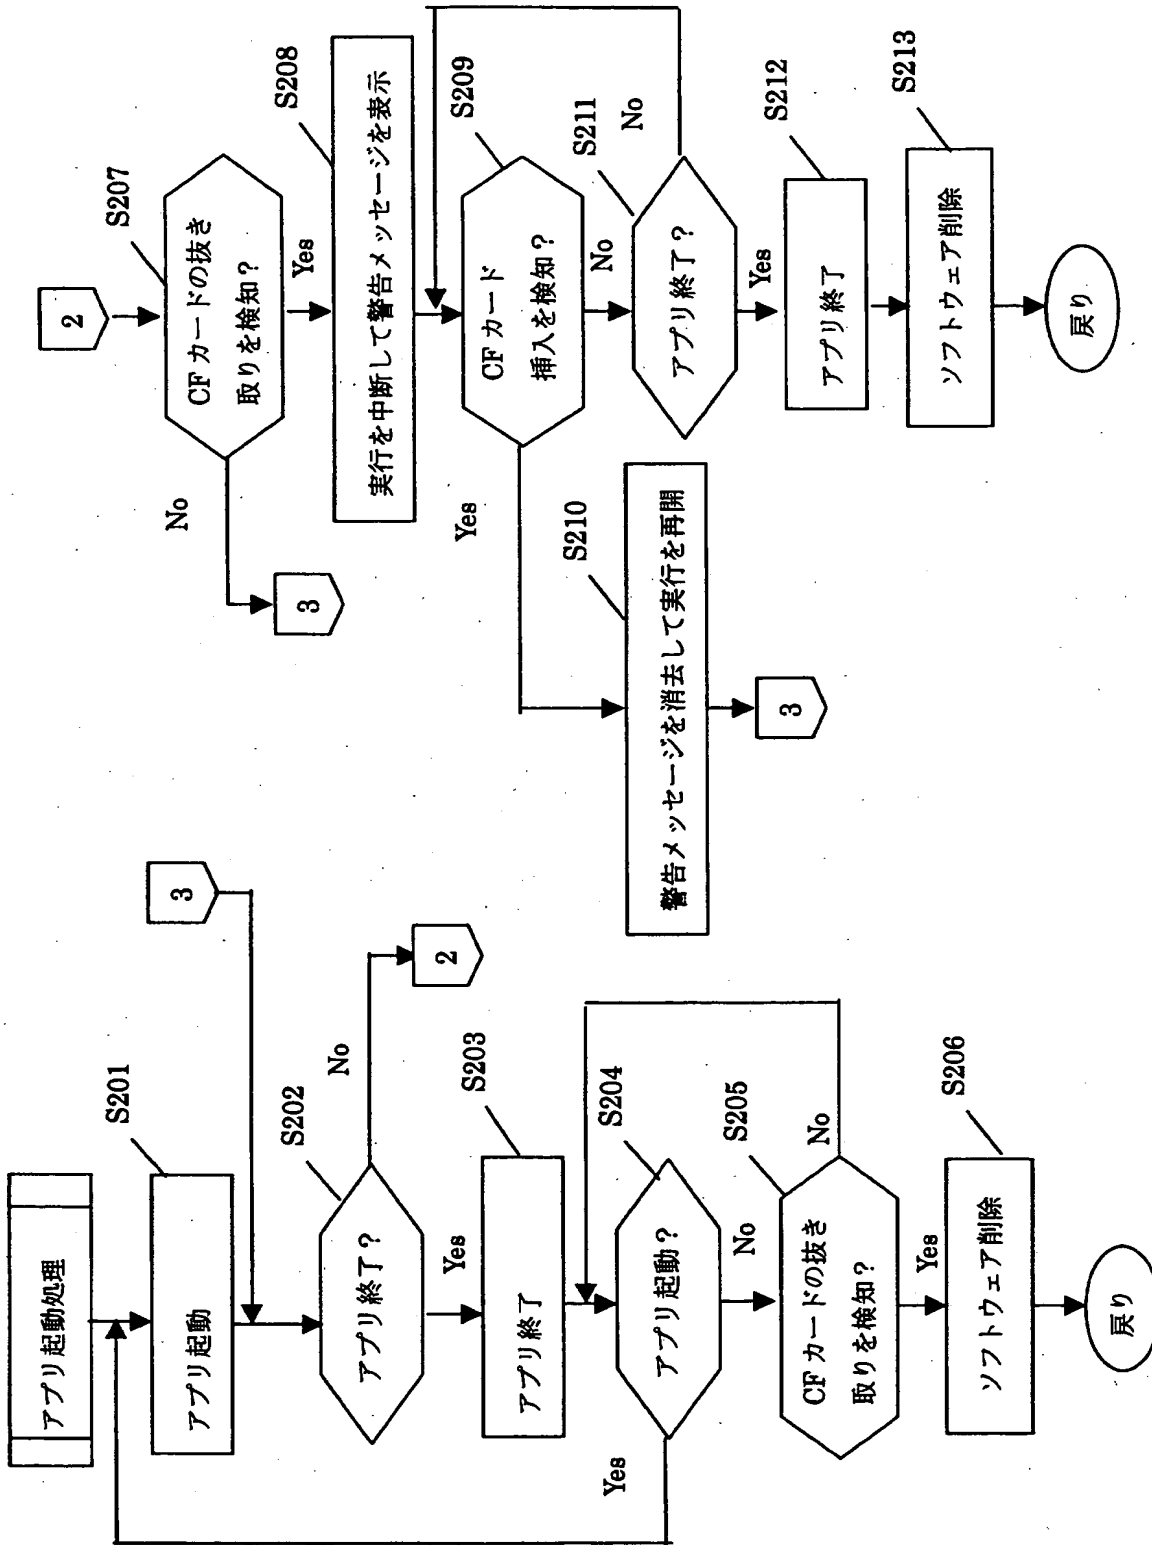 アプリ起動処理
S201
アプリ起動
3
S202
アプリ終了？
No
2
Yes
S203
アプリ終了
S204
アプリ起動？
Yes
No
S205
CFカードの抜き
取りを検知？
No
Yes
S206
ソフトウェア削除
戻り
2
S207
CFカードの抜き
取りを検知？
No
3
Yes
S208
実行を中断して警告メッセージを表示
S209
CFカード
挿入を検知？
Yes
No
S210
警告メッセージを消去して実行を再開
3
S211
アプリ終了？
No
Yes
S212
アプリ終了
S213
ソフトウェア削除
戻り